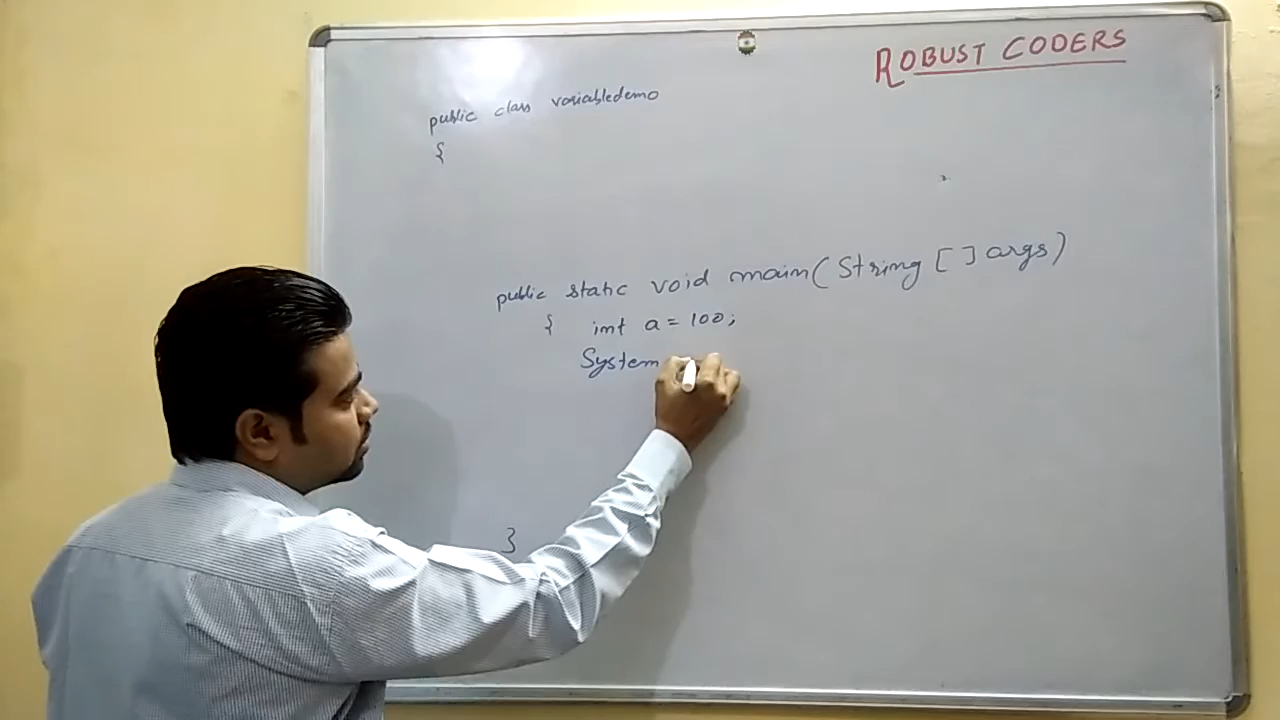 ROBUST CODERS
public class variabledemo
{
public static void main(String [ ] args)
{ int a = 100;
System
}